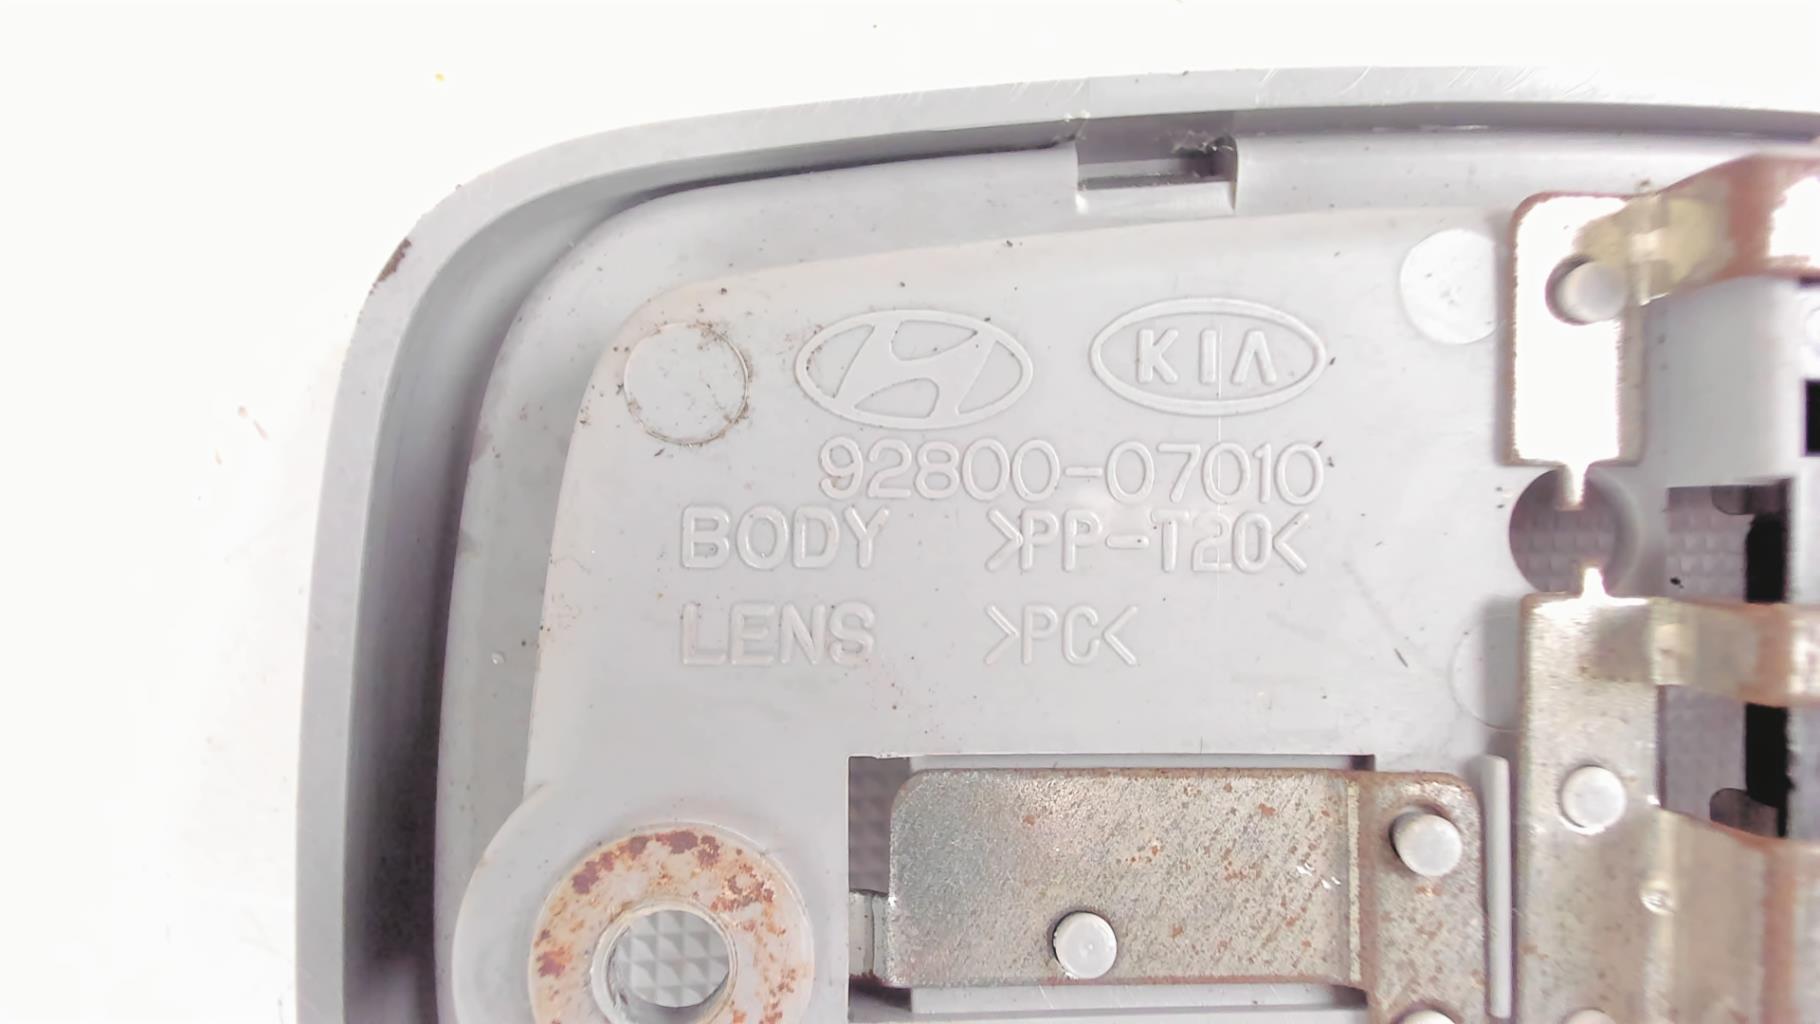 KIA
92800-07010
BODY >PP-T20<
LENS >PC<